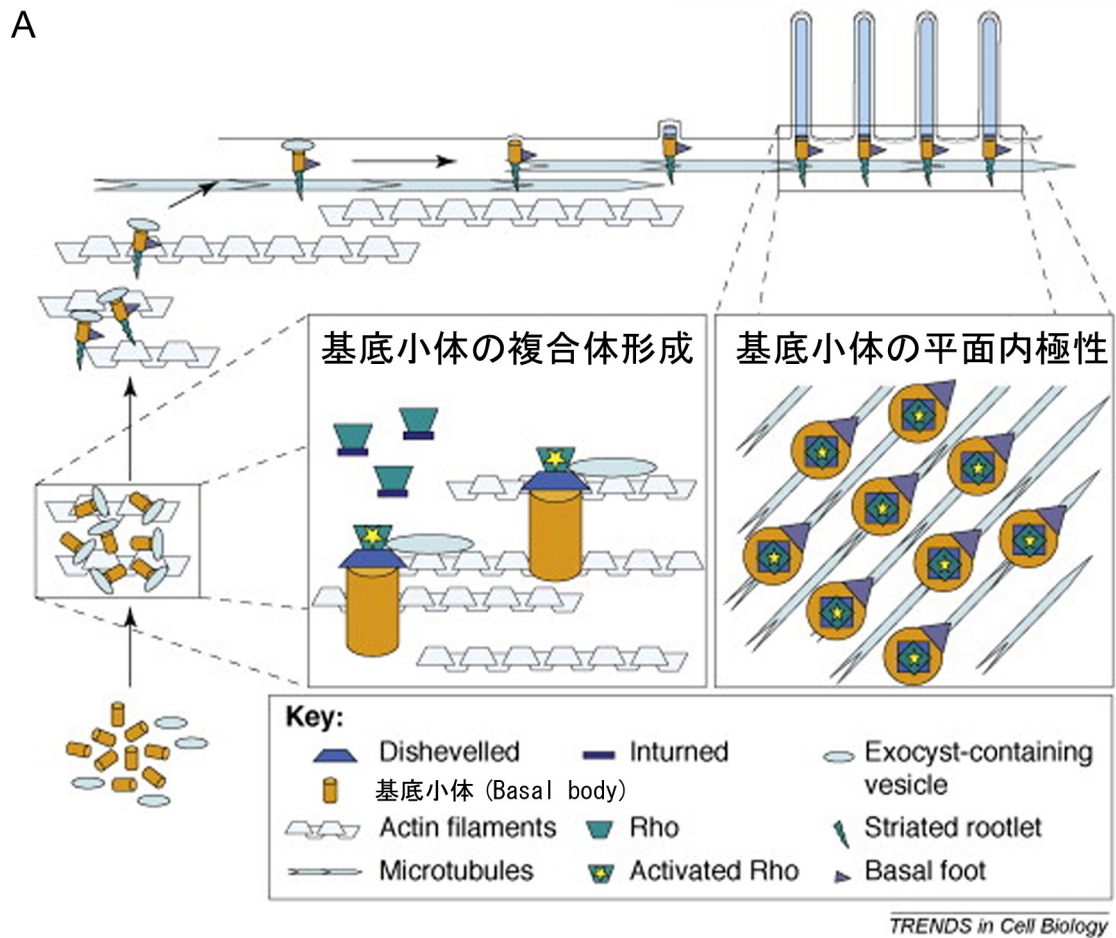 A
基底小体の複合体形成
基底小体の平面内極性
Key:
Dishevelled
Inturned
Exocyst-containing
vesicle
基底小体 (Basal body)
Actin filaments
Rho
Striated rootlet
Microtubules
Activated Rho
Basal foot
TRENDS in Cell Biology